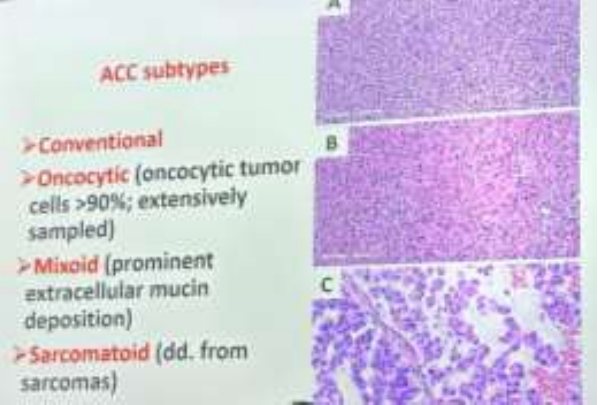 ACC subtypes
➢Conventional
➢Oncocytic (oncocytic tumor
cells >90%; extensively
sampled)
➢Mixoid (prominent
extracellular mucin
deposition)
➢Sarcomatoid (dd. from
sarcomas)
A
B
C